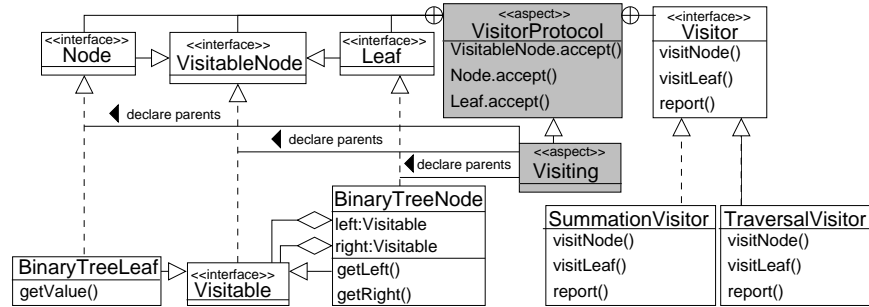 <<aspect>>
VisitorProtocol
VisitableNode.accept()
Node.accept()
Leaf.accept()
<<interface>>
Node
<<interface>>
VisitableNode
<<interface>>
Leaf
<<interface>>
Visitor
visitNode()
visitLeaf()
report()
declare parents
declare parents
declare parents
<<aspect>>
Visiting
BinaryTreeNode
left:Visitable
right:Visitable
getLeft()
getRight()
BinaryTreeLeaf
getValue()
<<interface>>
Visitable
SummationVisitor
visitNode()
visitLeaf()
report()
TraversalVisitor
visitNode()
visitLeaf()
report()